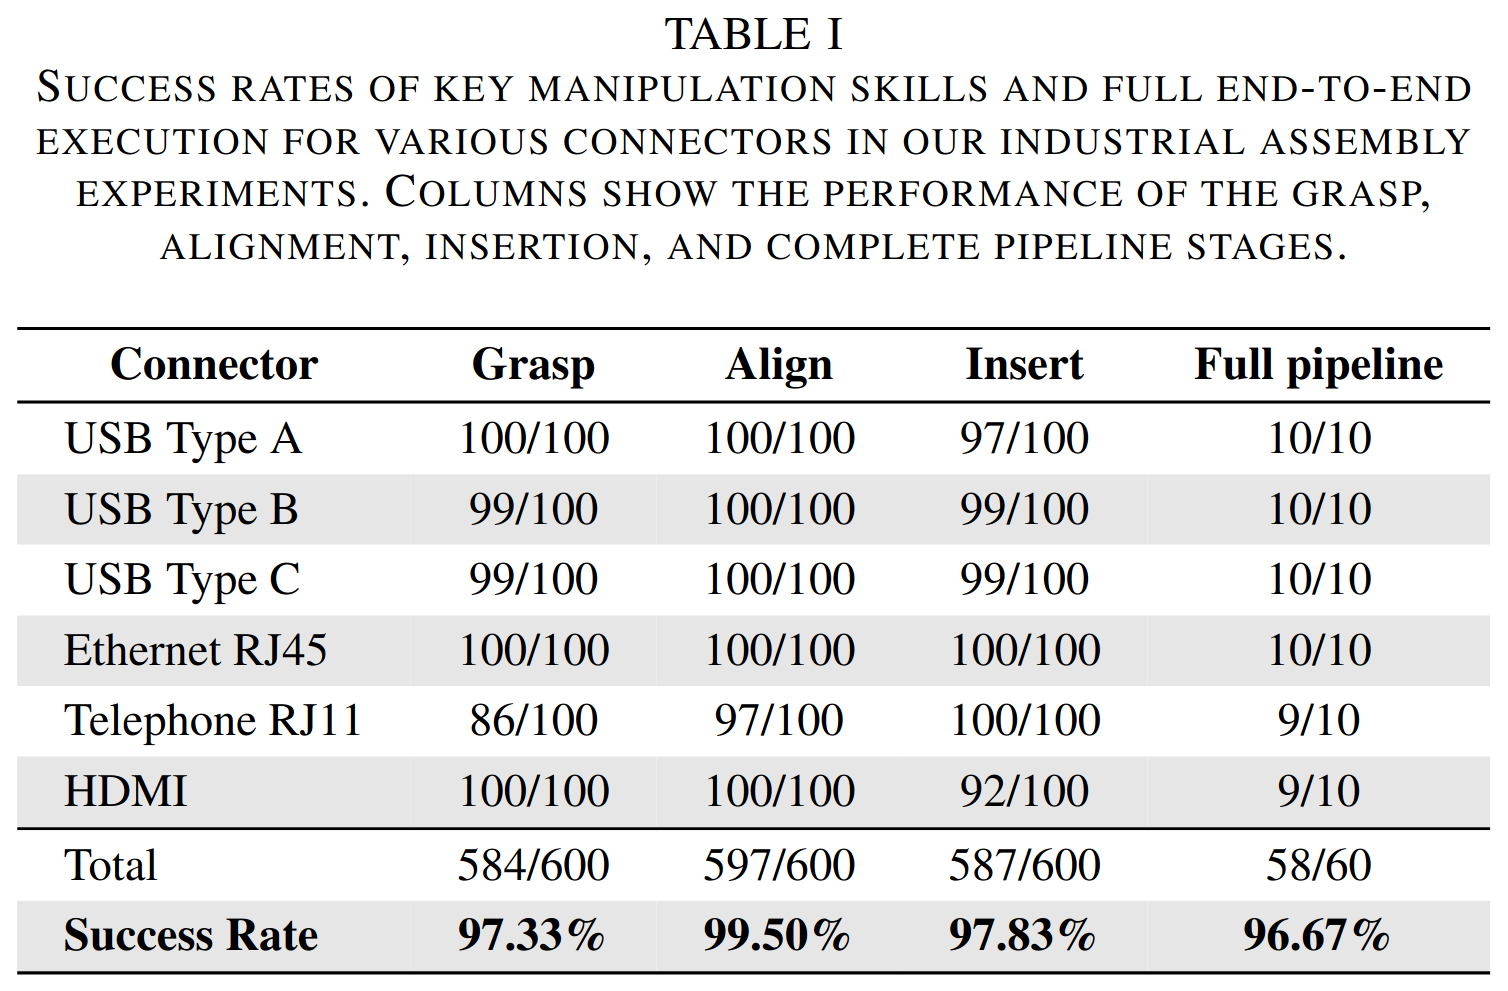 TABLE I
SUCCESS RATES OF KEY MANIPULATION SKILLS AND FULL END-TO-END
EXECUTION FOR VARIOUS CONNECTORS IN OUR INDUSTRIAL ASSEMBLY
EXPERIMENTS. COLUMNS SHOW THE PERFORMANCE OF THE GRASP,
ALIGNMENT, INSERTION, AND COMPLETE PIPELINE STAGES.
Connector Grasp Align Insert Full pipeline
USB Type A 100/100 100/100 97/100 10/10
USB Type B 99/100 100/100 99/100 10/10
USB Type C 99/100 100/100 99/100 10/10
Ethernet RJ45 100/100 100/100 100/100 10/10
Telephone RJ11 86/100 97/100 100/100 9/10
HDMI 100/100 100/100 92/100 9/10
Total 584/600 597/600 587/600 58/60
Success Rate 97.33% 99.50% 97.83% 96.67%